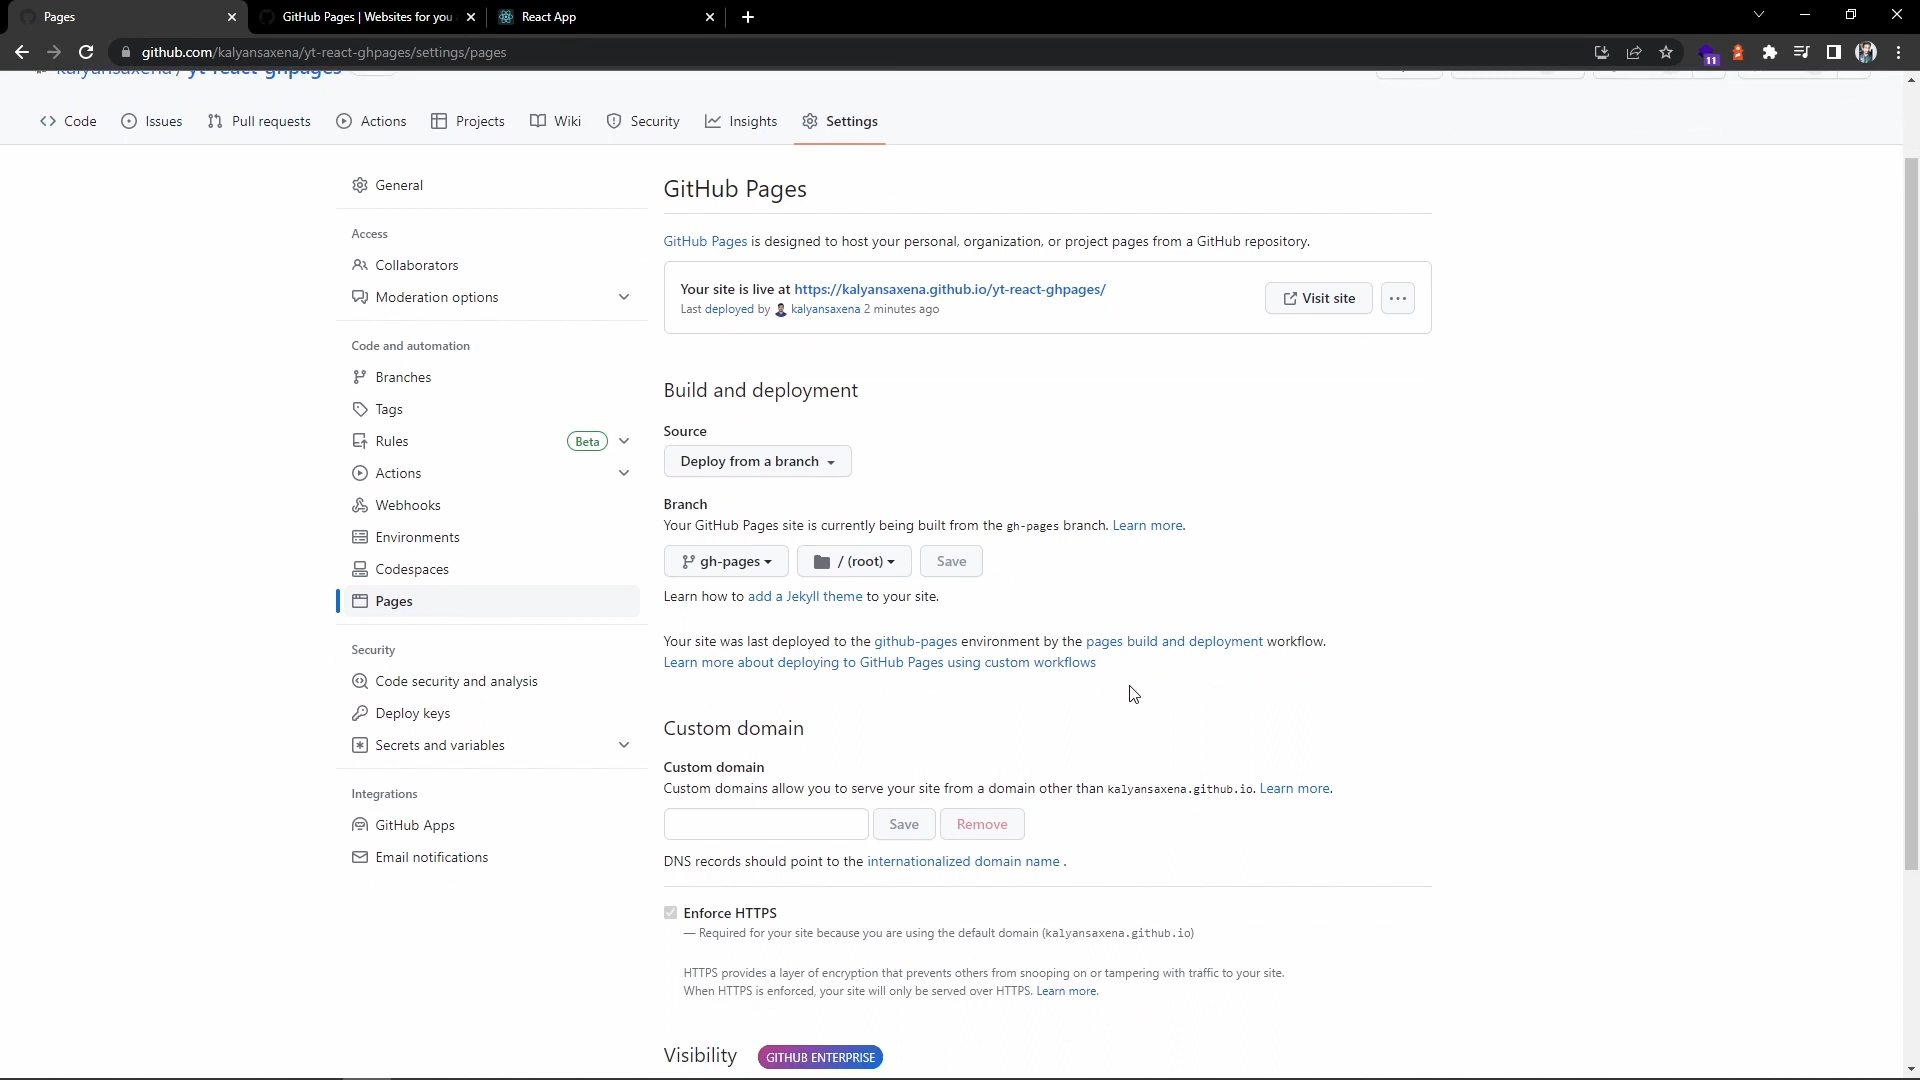 Pages
GitHub Pages | Websites for you
React App
github.com/kalyansaxena/yt-react-ghpages/settings/pages
11
kalyansaxena / yt-react-ghpages
Code
Issues
Pull requests
Actions
Projects
Wiki
Security
Insights
Settings
General
Access
Collaborators
Moderation options
Code and automation
Branches
Tags
Rules Beta
Actions
Webhooks
Environments
Codespaces
Pages
Security
Code security and analysis
Deploy keys
Secrets and variables
Integrations
GitHub Apps
Email notifications
GitHub Pages
GitHub Pages is designed to host your personal, organization, or project pages from a GitHub repository.
Your site is live at https://kalyansaxena.github.io/yt-react-ghpages/
Last deployed by kalyansaxena 2 minutes ago
Visit site
Build and deployment
Source
Deploy from a branch
Branch
Your GitHub Pages site is currently being built from the gh-pages branch. Learn more.
gh-pages / (root) Save
Learn how to add a Jekyll theme to your site.
Your site was last deployed to the github-pages environment by the pages build and deployment workflow.
Learn more about deploying to GitHub Pages using custom workflows
Custom domain
Custom domain
Custom domains allow you to serve your site from a domain other than kalyansaxena.github.io. Learn more.
Save Remove
DNS records should point to the internationalized domain name .
Enforce HTTPS
— Required for your site because you are using the default domain (kalyansaxena.github.io)
HTTPS provides a layer of encryption that prevents others from snooping on or tampering with traffic to your site.
When HTTPS is enforced, your site will only be served over HTTPS. Learn more.
Visibility GITHUB ENTERPRISE